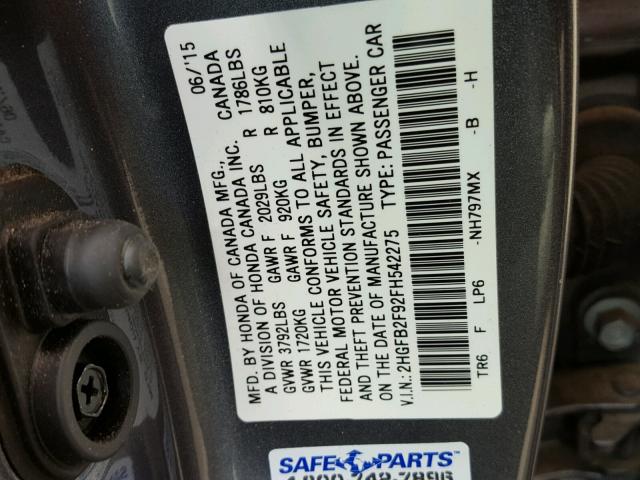 MFD. BY HONDA OF CANADA MFG., 06/'15
A DIVISION OF HONDA CANADA INC. CANADA
GVWR 3792LBS GAWR F 2029LBS R 1786LBS
GVWR 1720KG GAWR F 920KG R 810KG
THIS VEHICLE CONFORMS TO ALL APPLICABLE
FEDERAL MOTOR VEHICLE SAFETY, BUMPER,
AND THEFT PREVENTION STANDARDS IN EFFECT
ON THE DATE OF MANUFACTURE SHOWN ABOVE.
V.I.N.: 2HGFB2F92FH542275 TYPE: PASSENGER CAR
TR6 F LP6 -NH797MX -B -H
SAFE PARTS